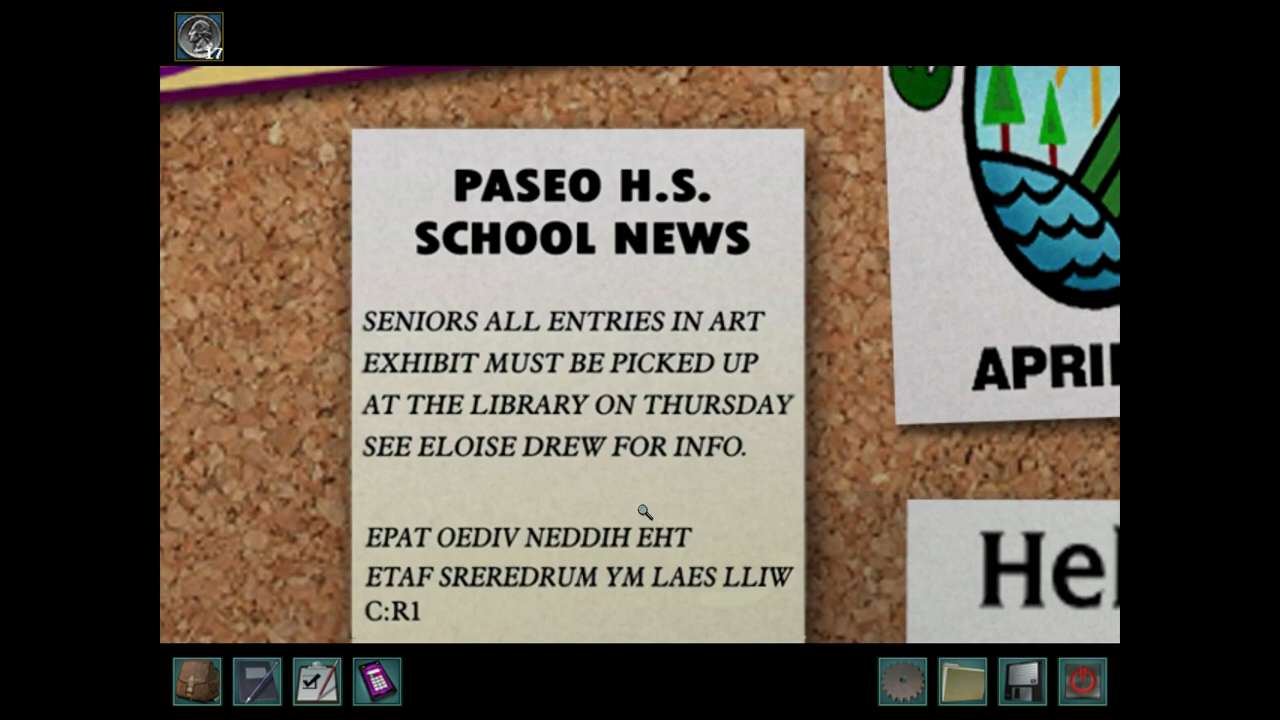 17
PASEO H.S.
SCHOOL NEWS
SENIORS ALL ENTRIES IN ART
EXHIBIT MUST BE PICKED UP
AT THE LIBRARY ON THURSDAY
SEE ELOISE DREW FOR INFO.
EPAT OEDIV NEDDIH EHT
ETAF SREREDRUM YM LAES LLIW
C:R1
APRI
Hel